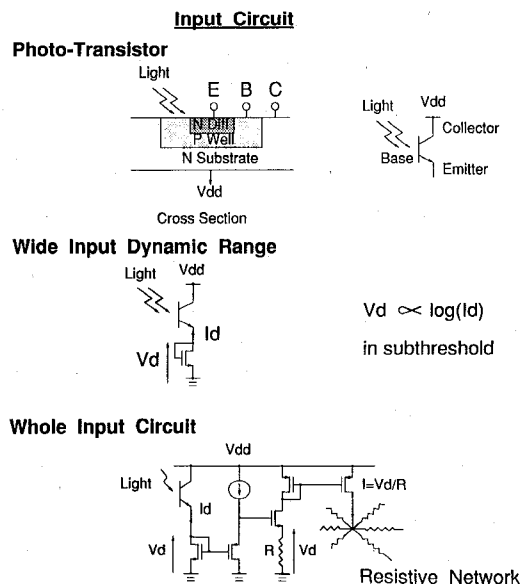 Input Circuit
Photo-Transistor
Light
E B C
N Diff
P Well
N Substrate
Vdd
Cross Section
Light
Vdd
Collector
Base
Emitter
Wide Input Dynamic Range
Light
Vdd
Id
Vd
Vd ∝ log(Id)
in subthreshold
Whole Input Circuit
Vdd
Light
Id
I=Vd/R
Vd
R
Vd
Resistive Network